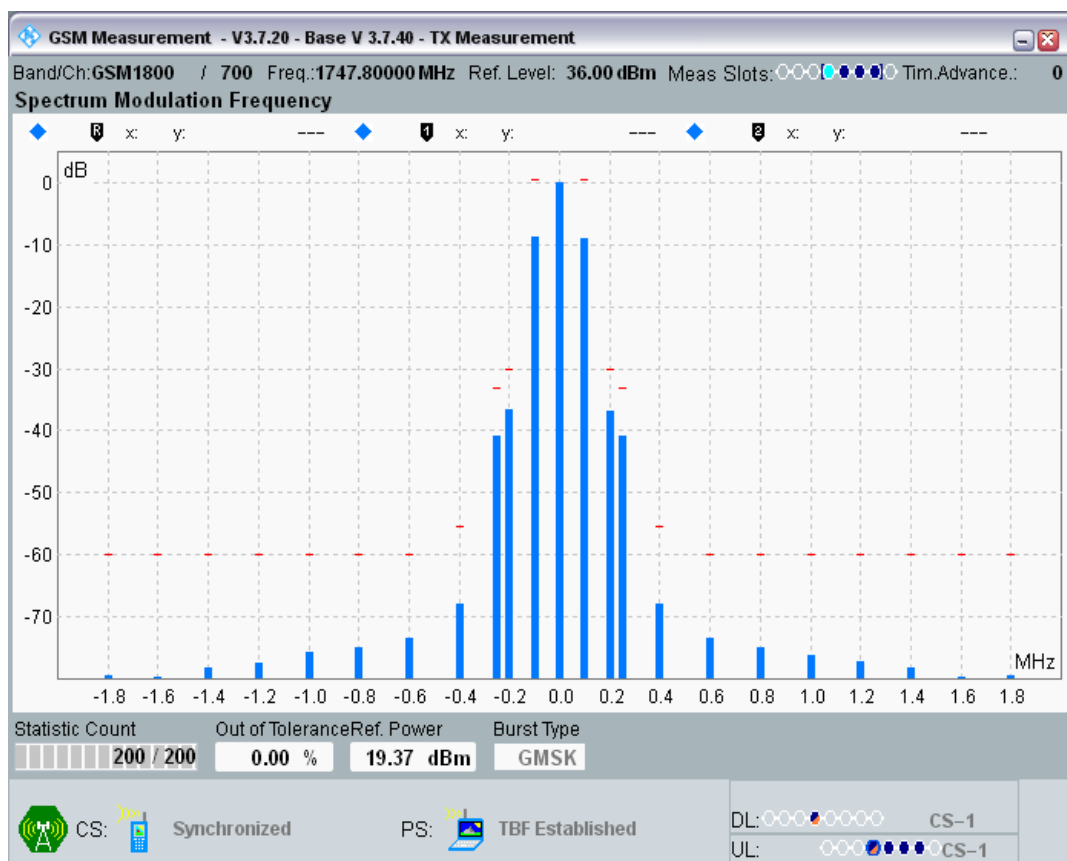 GSM Measurement - V3.7.20 - Base V 3.7.40 - TX Measurement
Band/Ch:GSM1800 / 700 Freq.:1747.80000 MHz Ref. Level: 36.00 dBm Meas Slots: Tim.Advance.: 0
Spectrum Modulation Frequency
R x: y: --- 1 x: y: --- 2 x: y: ---
dB
0
-10
-20
-30
-40
-50
-60
-70
MHz
-1.8 -1.6 -1.4 -1.2 -1.0 -0.8 -0.6 -0.4 -0.2 0.0 0.2 0.4 0.6 0.8 1.0 1.2 1.4 1.6 1.8
Statistic Count Out of Tolerance Ref. Power Burst Type
200 / 200 0.00 % 19.37 dBm GMSK
CS: Synchronized PS: TBF Established
DL: CS-1
UL: CS-1